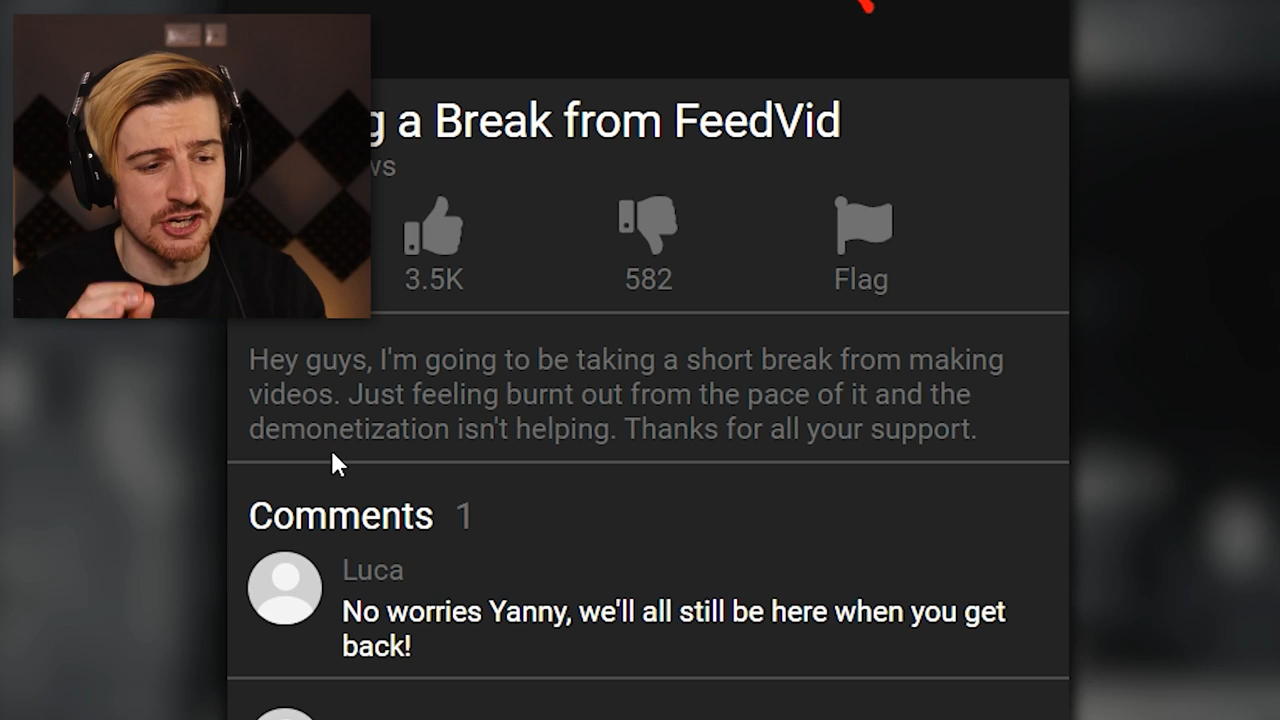 g a Break from FeedVid
ws
3.5K
582
Flag
Hey guys, I'm going to be taking a short break from making
videos. Just feeling burnt out from the pace of it and the
demonetization isn't helping. Thanks for all your support.
Comments 1
Luca
No worries Yanny, we'll all still be here when you get
back!